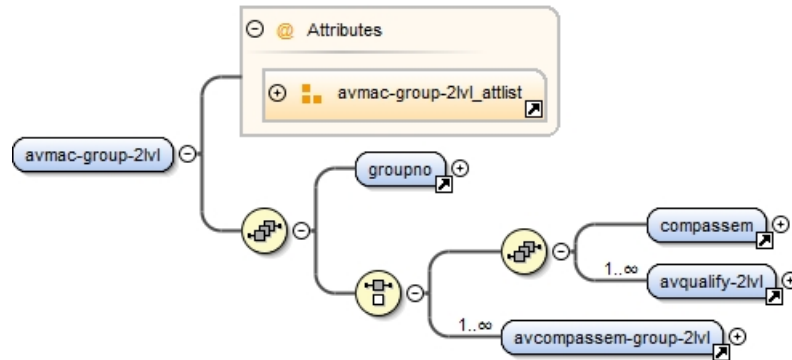 @ Attributes
avmac-group-2lvl_attlist
avmac-group-2lvl
groupno
compassem
1..∞
avqualify-2lvl
1..∞
avcompassem-group-2lvl